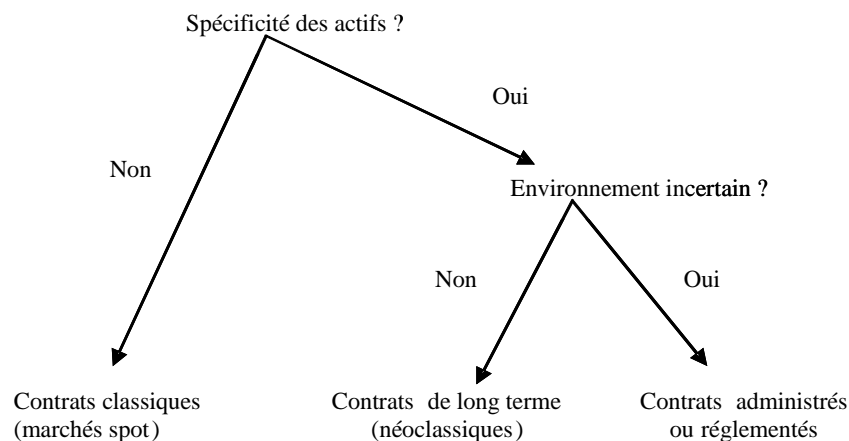 Spécificité des actifs ?
Oui
Non
Environnement incertain ?
Non
Oui
Contrats classiques
(marchés spot)
Contrats de long terme
(néoclassiques)
Contrats administrés
ou réglementés